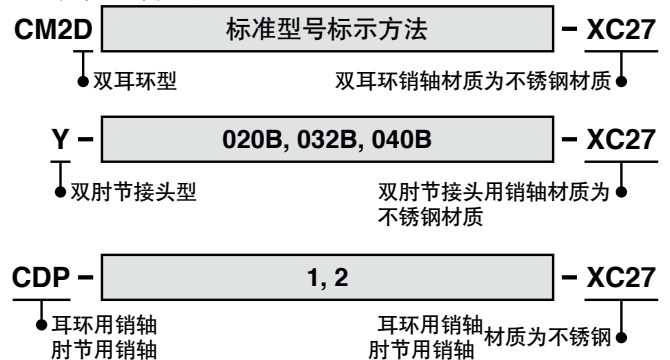 CM2D 标准型号标示方法 – XC27
双耳环型 双耳环销轴材质为不锈钢材质
Y – 020B, 032B, 040B – XC27
双肘节接头型 双肘节接头用销轴材质为
不锈钢材质
CDP – 1, 2 – XC27
耳环用销轴 耳环用销轴 材质为不锈钢
肘节用销轴 肘节用销轴